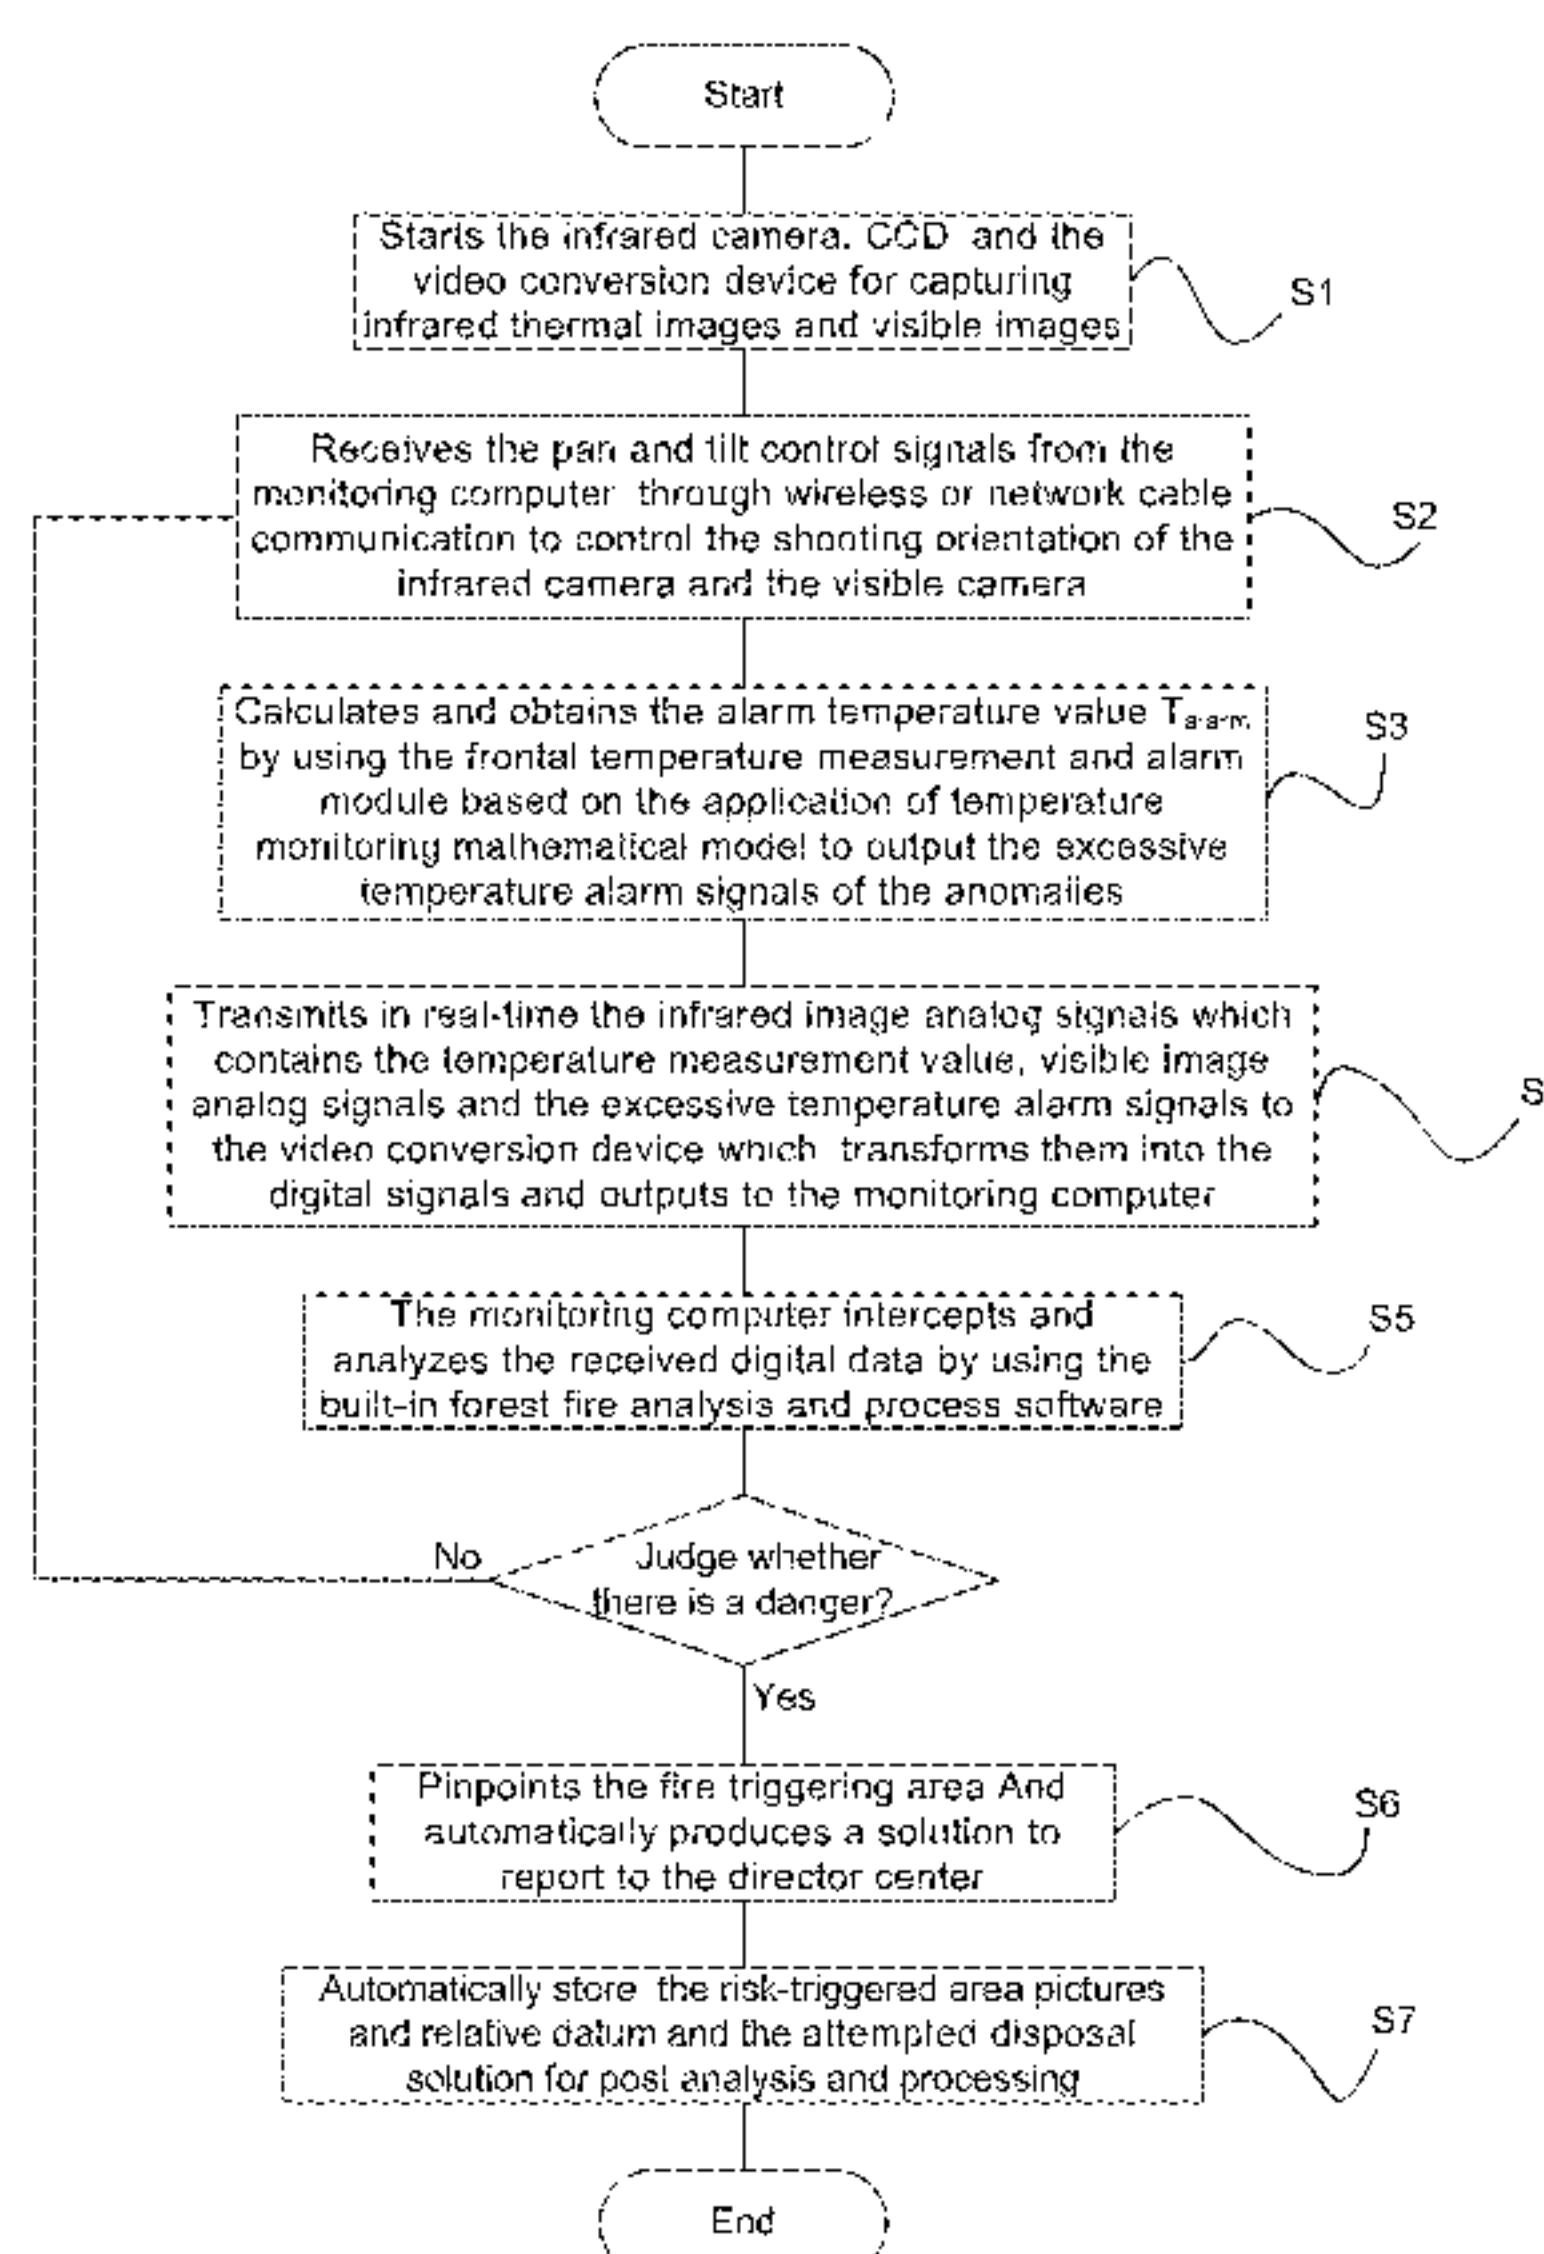 Start
Starts the infrared camera. CCD and the
video conversion device for capturing
infrared thermal images and visible images
S1
Receives the pan and tilt control signals from the
monitoring computer through wireless or network cable
communication to control the shooting orientation of the
infrared camera and the visible camera
S2
Calculates and obtains the alarm temperature value Talarm
by using the frontal temperature measurement and alarm
module based on the application of temperature
monitoring mathematical model to output the excessive
temperature alarm signals of the anomalies
S3
Transmits in real-time the infrared image analog signals which
contains the temperature measurement value, visible image
analog signals and the excessive temperature alarm signals to
the video conversion device which transforms them into the
digital signals and outputs to the monitoring computer
S
The monitoring computer intercepts and
analyzes the received digital data by using the
built-in forest fire analysis and process software
S5
No
Judge whether
there is a danger?
Yes
Pinpoints the fire triggering area And
automatically produces a solution to
report to the director center
S6
Automatically store the risk-triggered area pictures
and relative datum and the attempted disposal
solution for post analysis and processing
S7
End